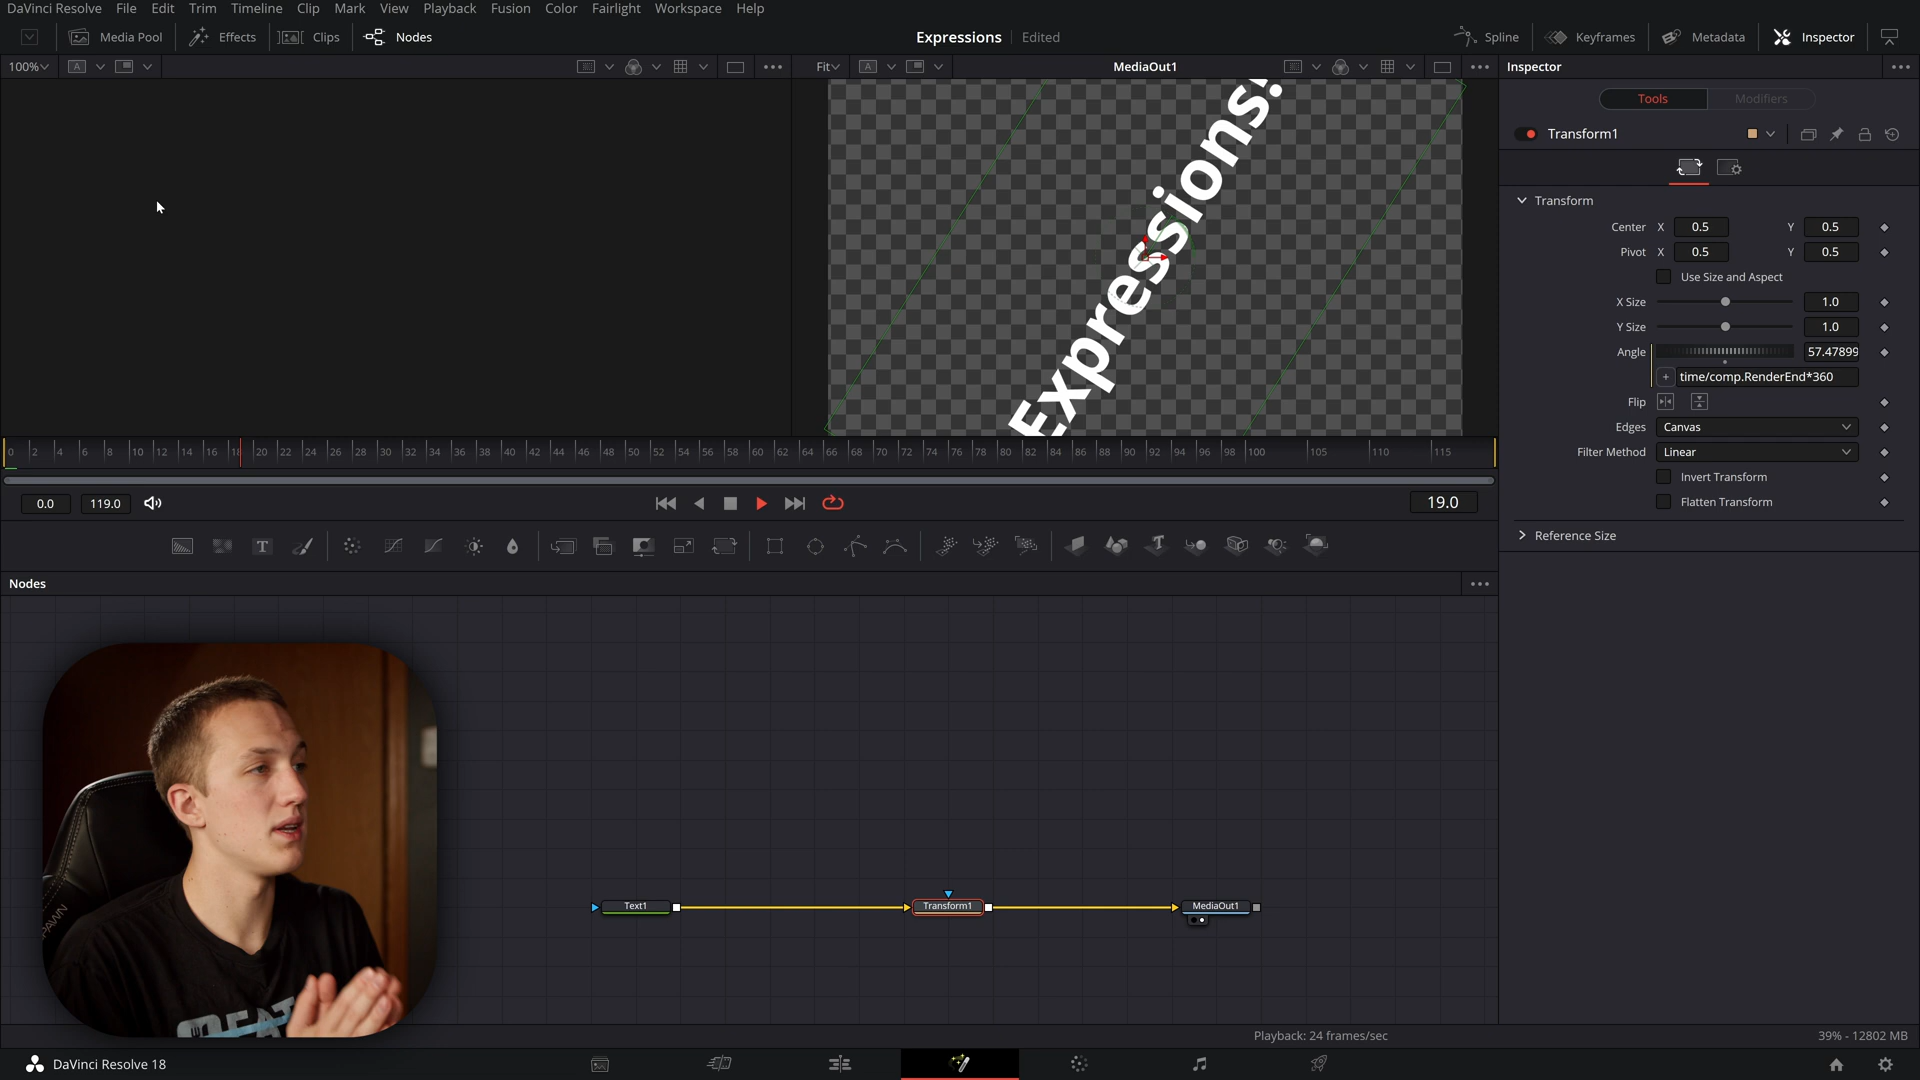 DaVinci Resolve File Edit Trim Timeline Clip Mark View Playback Fusion Color Fairlight Workspace Help
Media Pool Effects Clips Nodes Expressions Edited Spline Keyframes Metadata Inspector
100% A Fit A MediaOut1 Inspector
Tools Modifiers
Transform1
Expressions!
Transform
Center X 0.5 Y 0.5
Pivot X 0.5 Y 0.5
Use Size and Aspect
X Size 1.0
Y Size 1.0
Angle 57.47899
time/comp.RenderEnd*360
Flip
Edges Canvas
Filter Method Linear
Invert Transform
Flatten Transform
Reference Size
0 2 4 6 8 10 12 14 16 18 20 22 24 26 28 30 32 34 36 38 40 42 44 46 48 50 52 54 56 58 60 62 64 66 68 70 72 74 76 78 80 82 84 86 88 90 92 94 96 98 100 105 110 115
0.0 119.0 19.0
Nodes
Text1 Transform1 MediaOut1
PAWN
Playback: 24 frames/sec 39% - 12802 MB
DaVinci Resolve 18